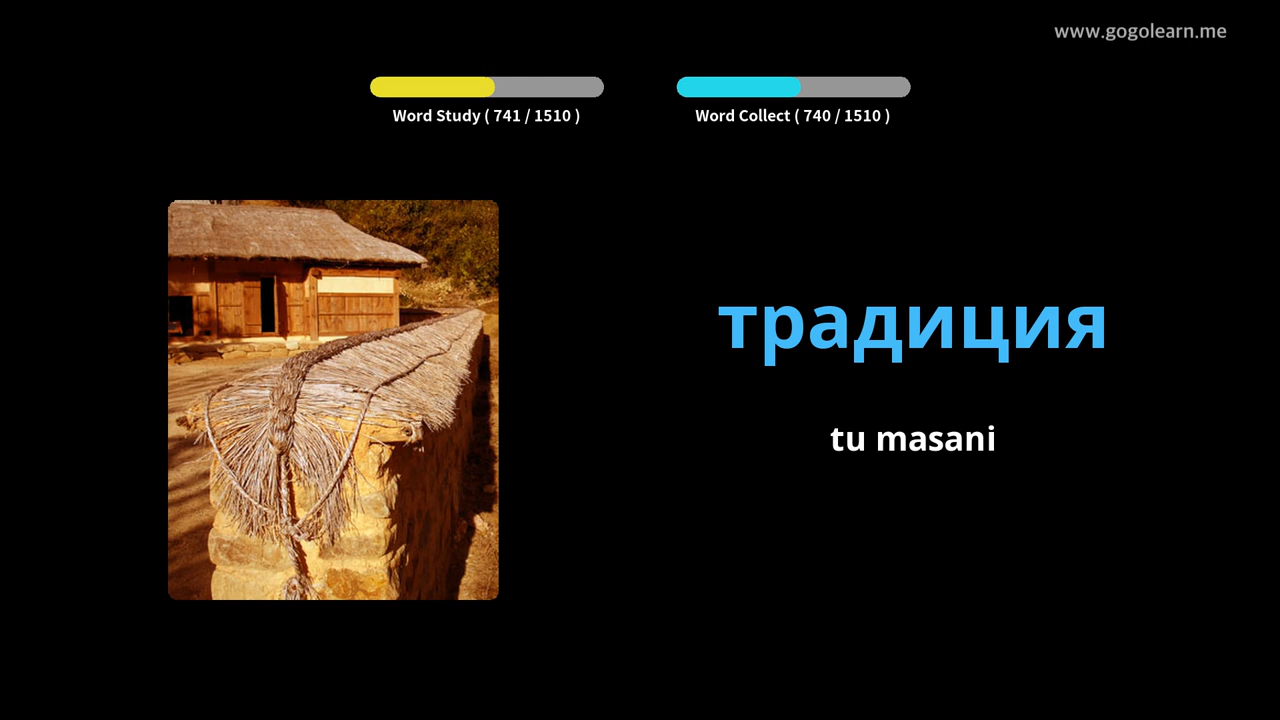 www.gogolearn.me
Word Study ( 741 / 1510 )
Word Collect ( 740 / 1510 )
традиция
tu masani